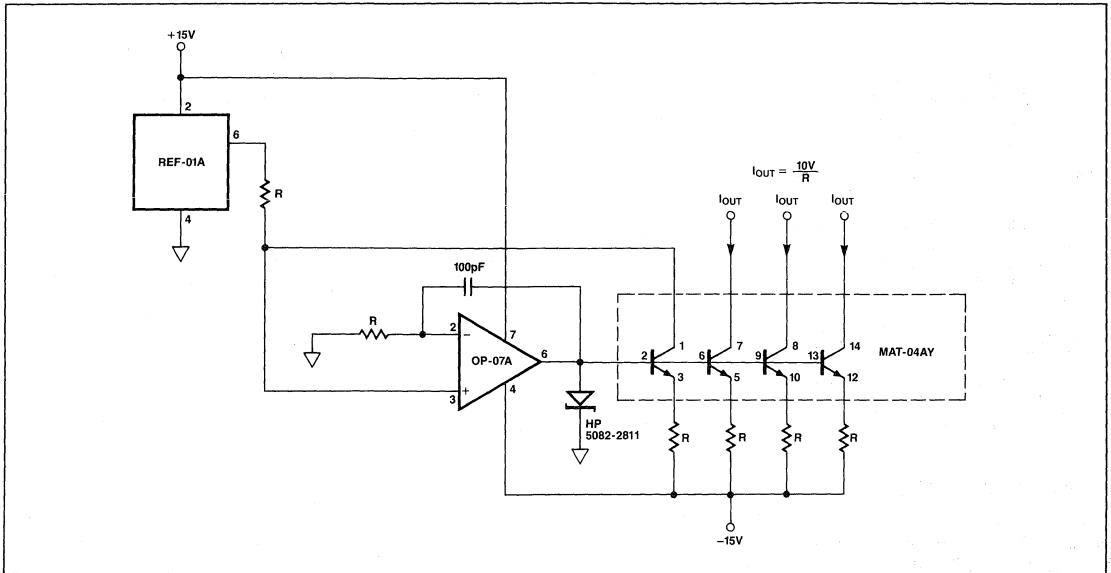 +15V
2
6
REF-01A
R
4
I_OUT = 10V/R
I_OUT
I_OUT
I_OUT
100pF
R
2
−
7
OP-07A
6
3
+
4
HP
5082-2811
1
2
3
7
6
5
8
9
10
14
13
12
MAT-04AY
R
R
R
R
−15V